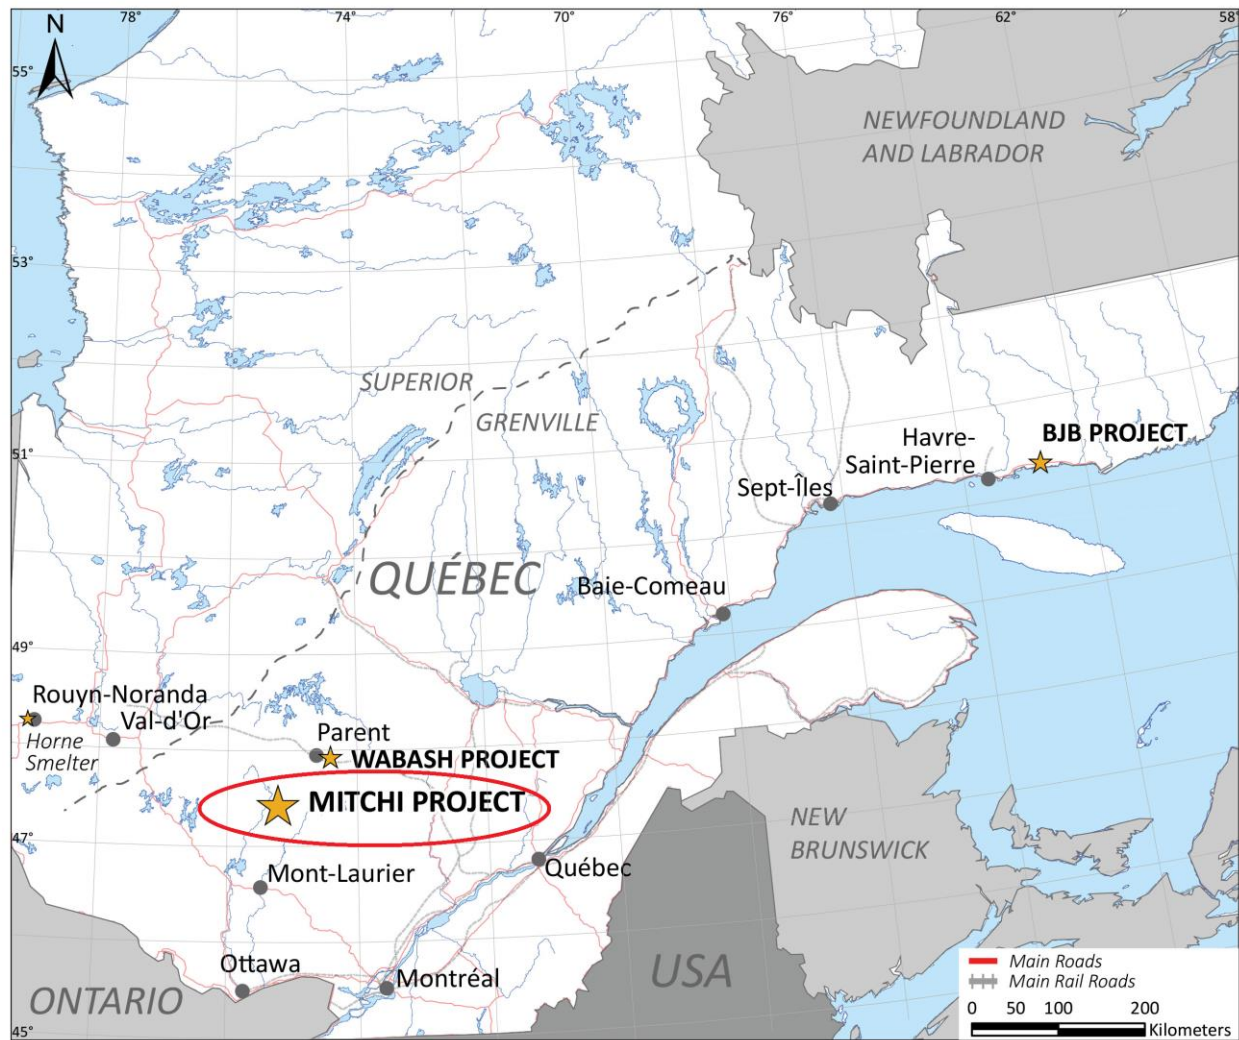 N
78°
74°
70°
76°
62°
58°
55°
NEWFOUNDLAND
AND LABRADOR
53°
SUPERIOR
GRENVILLE
51°
Havre-
Saint-Pierre
BJB PROJECT
Sept-Îles
QUÉBEC
Baie-Comeau
49°
Rouyn-Noranda
Val-d'Or
Horne
Smelter
Parent
WABASH PROJECT
MITCHI PROJECT
47°
NEW
BRUNSWICK
Mont-Laurier
Québec
Ottawa
Montréal
USA
ONTARIO
45°
Main Roads
Main Rail Roads
0 50 100 200
Kilometers